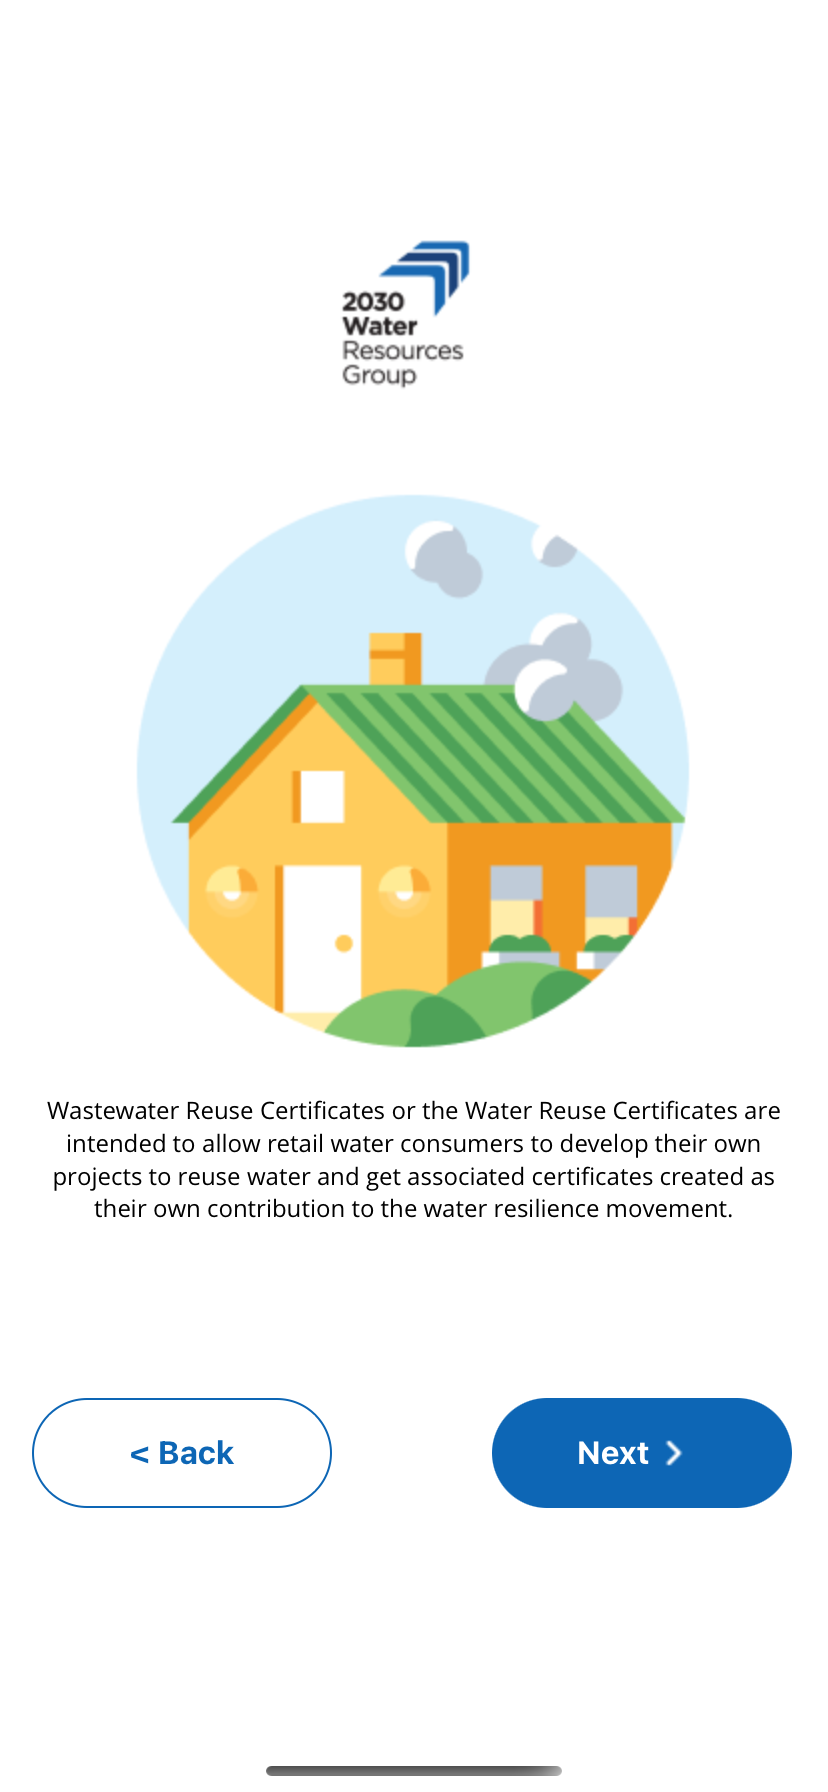 2030
Water
Resources
Group
Wastewater Reuse Certificates or the Water Reuse Certificates are
intended to allow retail water consumers to develop their own
projects to reuse water and get associated certificates created as
their own contribution to the water resilience movement.
< Back
Next >